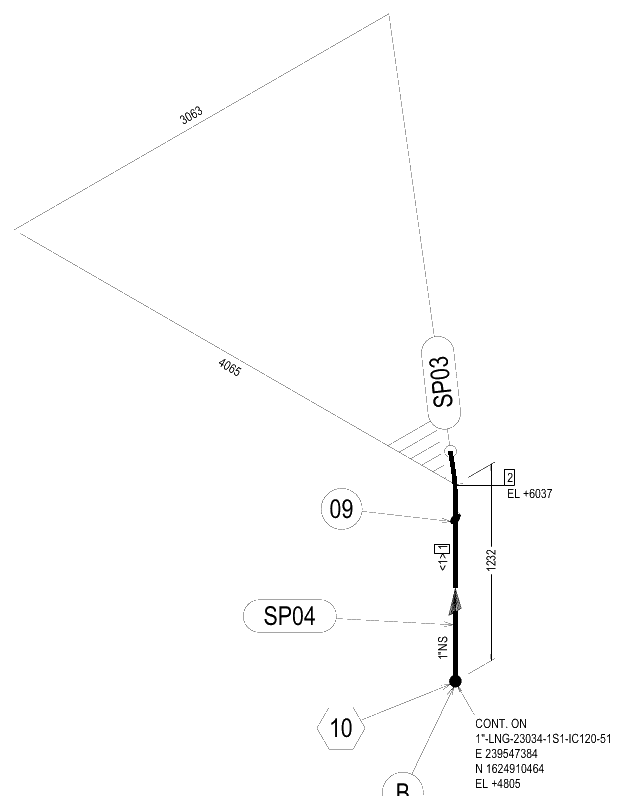 3063
4065
SP03
2
EL +6037
09
<1>
1
1232
SP04
1"NS
10
CONT. ON
1"-LNG-23034-1S1-IC120-51
E 239547384
N 1624910464
EL +4805
B